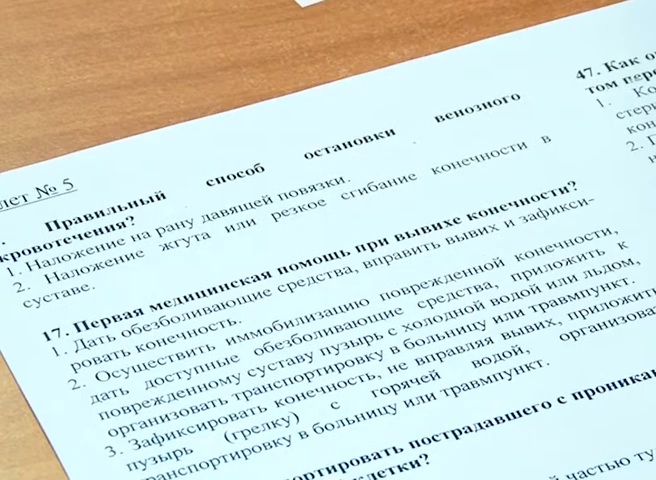 лет № 5
Правильный способ остановки венозного
кровотечения?
1. Наложение на рану давящей повязки.
2. Наложение жгута или резкое сгибание конечности в
суставе.
17. Первая медицинская помощь при вывихе конечности?
1. Дать обезболивающие средства, вправить вывих и зафикси-
ровать конечность.
2. Осуществить иммобилизацию поврежденной конечности,
дать доступные обезболивающие средства, приложить к
поврежденному суставу пузырь с холодной водой или льдом,
организовать транспортировку в больницу или травмпункт.
3. Зафиксировать конечность, не вправляя вывих, приложить
пузырь (грелку) с горячей водой, организова
транспортировку в больницу или травмпункт.
ортировать пострадавшего с проника
клетки?
частью ту
47. Как о
том пере
1. Ко
стер
кон
2. П